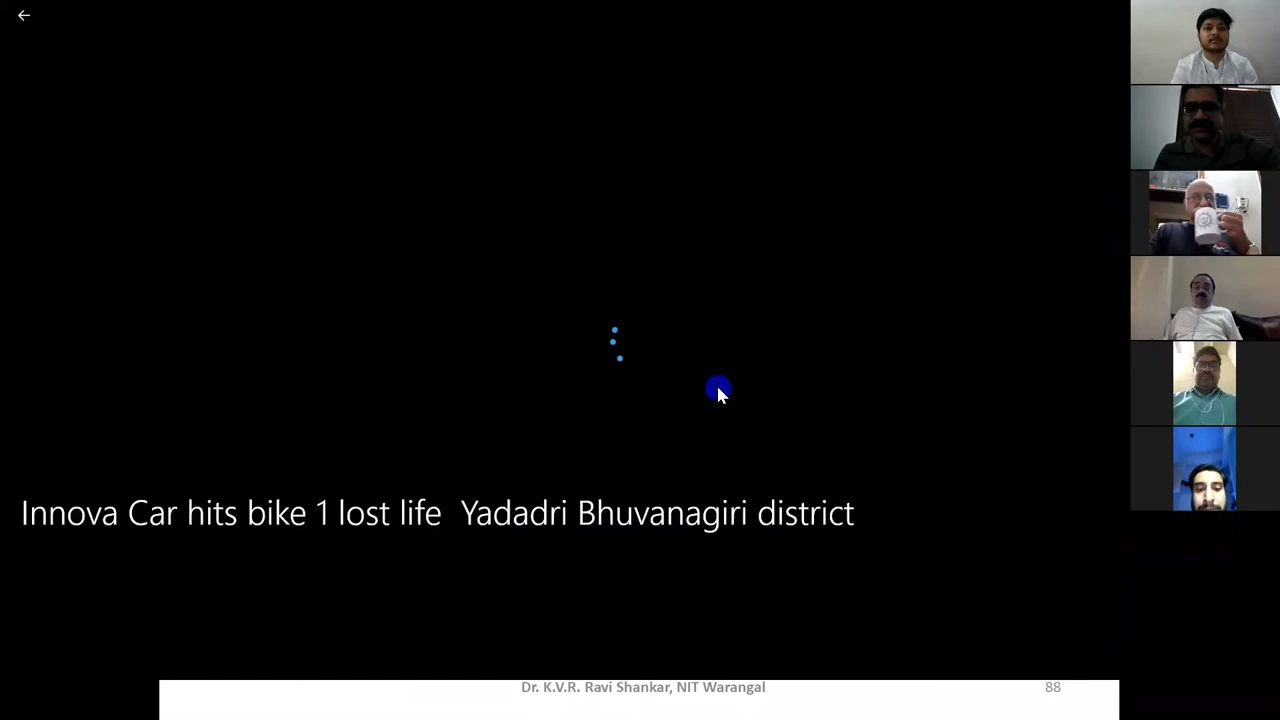 Innova Car hits bike 1 lost life  Yadadri Bhuvanagiri district
Dr. K.V.R. Ravi Shankar, NIT Warangal
88